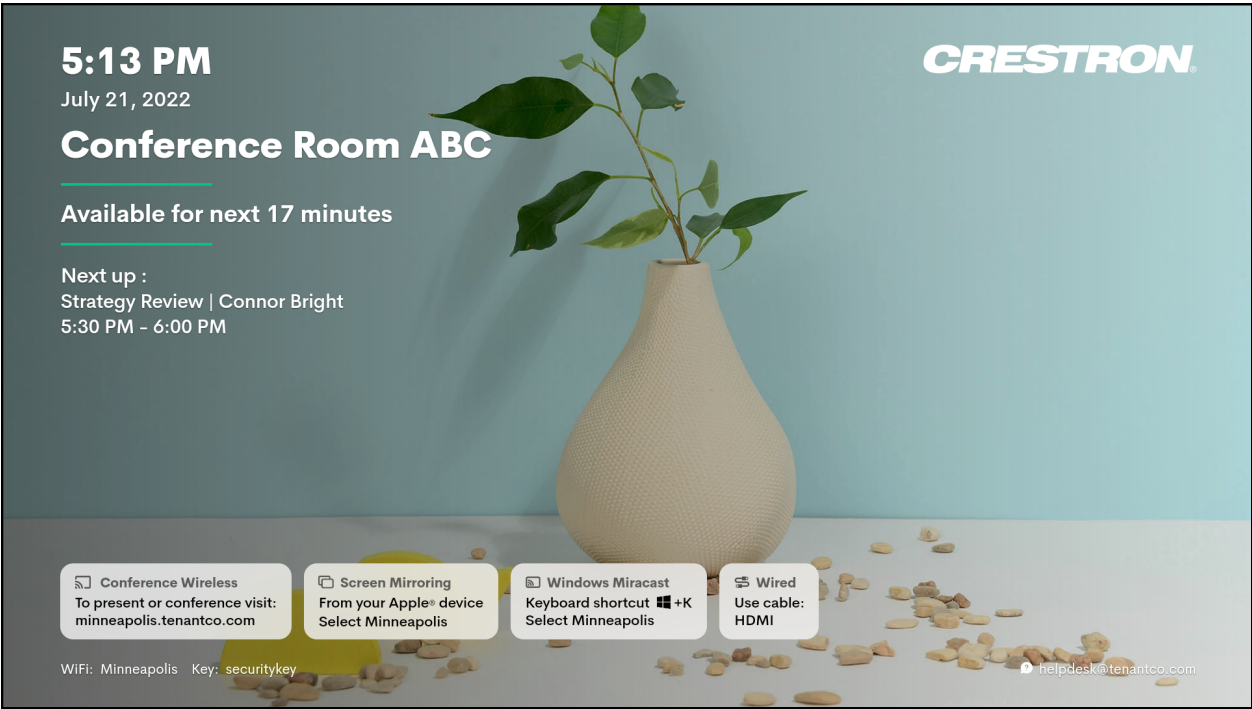 5:13 PM
July 21, 2022
CRESTRON®
Conference Room ABC
Available for next 17 minutes
Next up :
Strategy Review | Connor Bright
5:30 PM - 6:00 PM
Conference Wireless
To present or conference visit:
minneapolis.tenantco.com
Screen Mirroring
From your Apple® device
Select Minneapolis
Windows Miracast
Keyboard shortcut +K
Select Minneapolis
Wired
Use cable:
HDMI
WiFi: Minneapolis Key: securitykey
helpdesk@tenantco.com